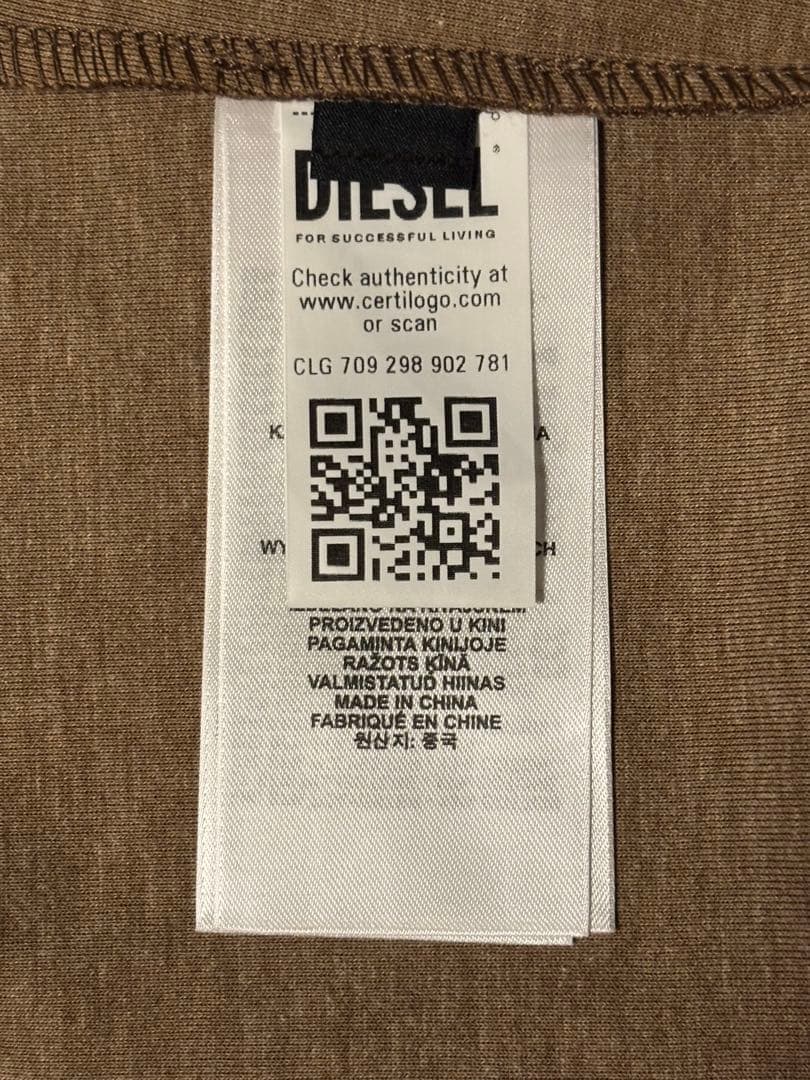 DIESEL
FOR SUCCESSFUL LIVING
Check authenticity at
www.certilogo.com
or scan
CLG 709 298 902 781
PROIZVEDENO U KINI
PAGAMINTA KINIJOJE
RAŽOTS ĶĪNĀ
VALMISTATUD HIINAS
MADE IN CHINA
FABRIQUÉ EN CHINE
원산지: 중국